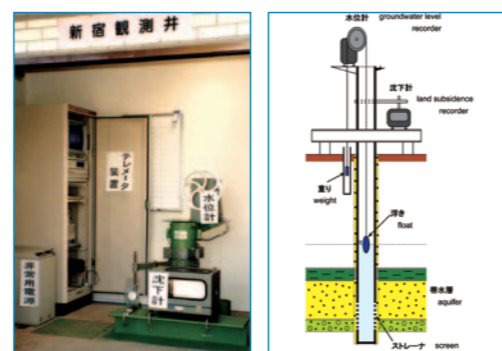 新宿観測井
テレメータ
装置
水位計
沈下計
非常用電源
水位計
groundwater level
recorder
沈下計
land subsidence
recorder
重り
weight
浮き
float
帯水層
aquifer
ストレーナ screen